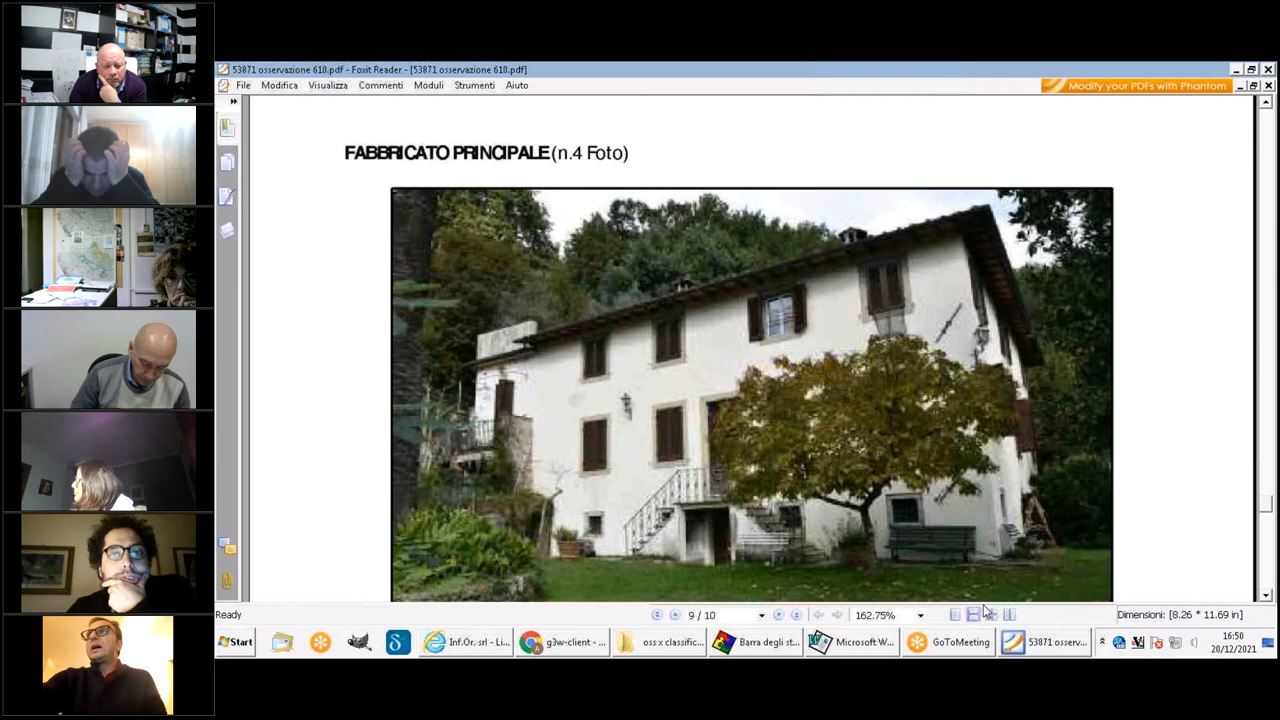 53871 osservazione 610.pdf - Foxit Reader - [53871 osservazione 610.pdf]
File Modifica Visualizza Commenti Moduli Strumenti Aiuto
Modify your PDFs with Phantom
FABBRICATO PRINCIPALE (n.4 Foto)
Ready
9 / 10
162.75%
Dimensioni: [8.26 * 11.69 in]
Start
Inf.Or. srl - Li...
g3w-client - ...
oss x classific...
Barra degli st...
Microsoft W...
GoToMeeting
53871 osserv...
16:50
20/12/2021